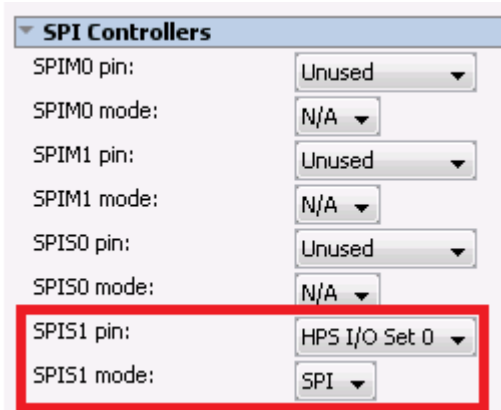 SPI Controllers
SPIM0 pin: Unused
SPIM0 mode: N/A
SPIM1 pin: Unused
SPIM1 mode: N/A
SPIS0 pin: Unused
SPIS0 mode: N/A
SPIS1 pin: HPS I/O Set 0
SPIS1 mode: SPI